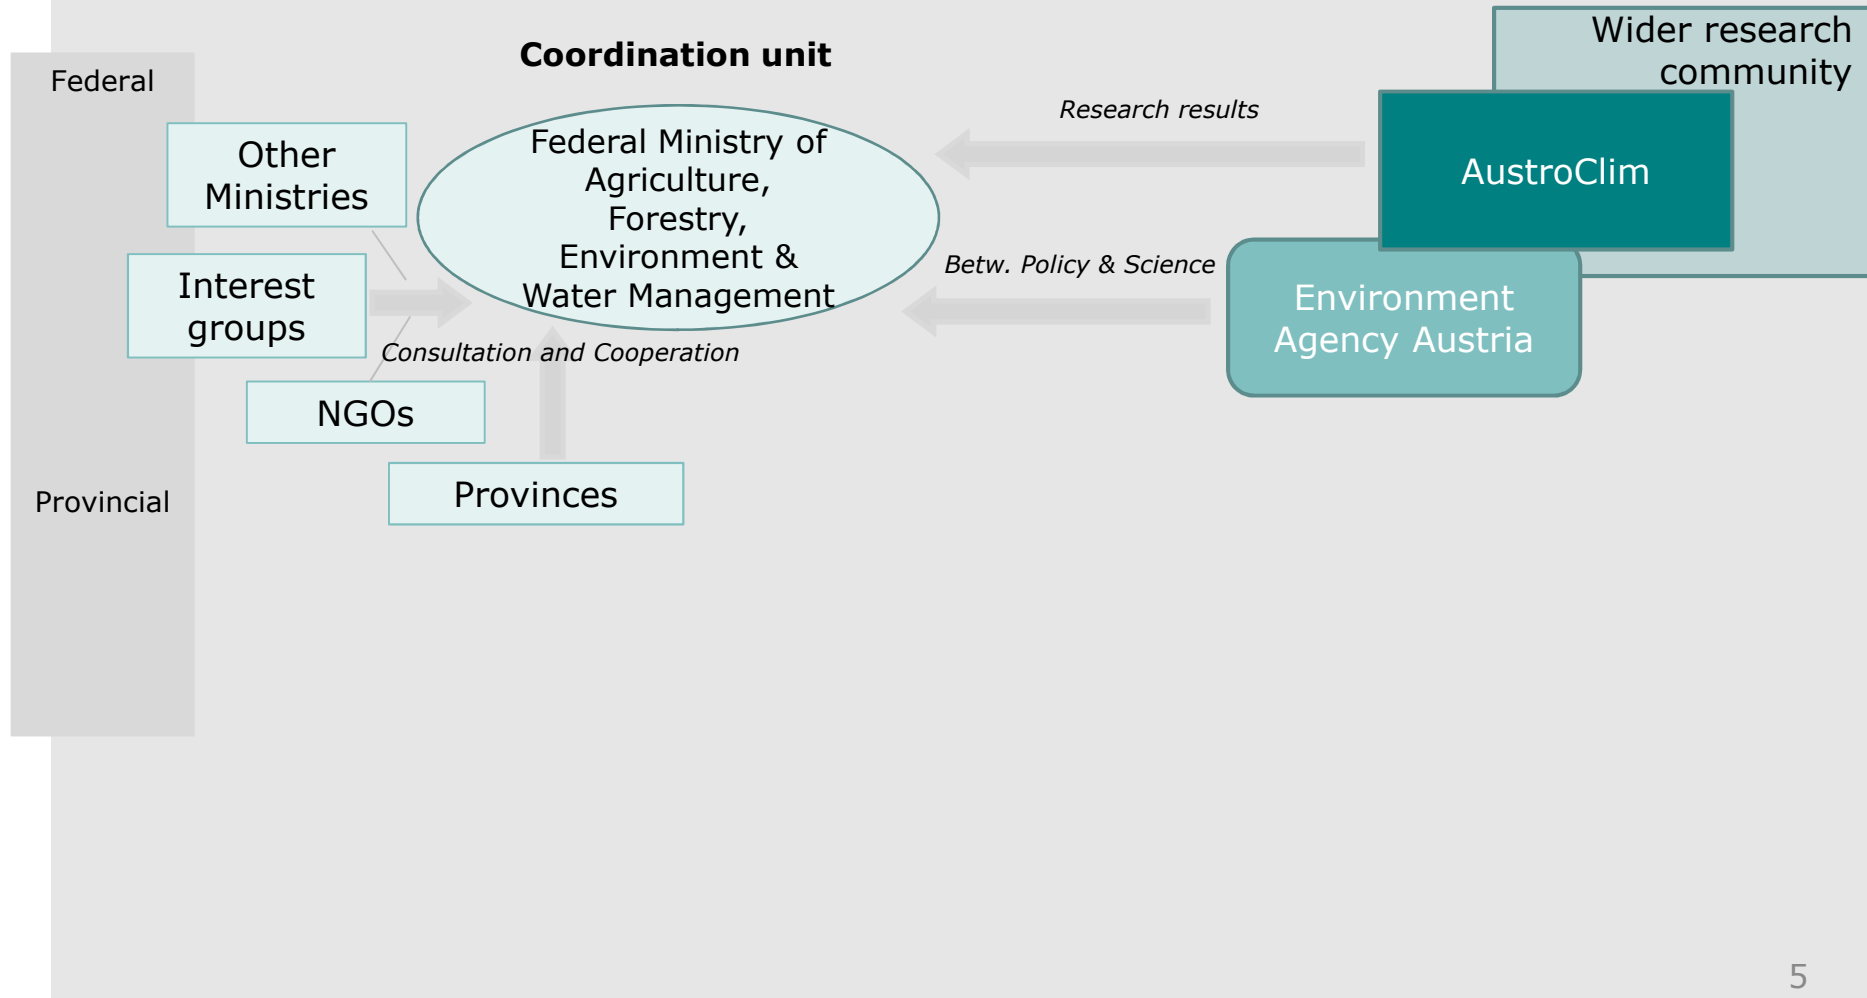 Coordination unit
Wider research
community
Federal
Research results
Other
Ministries
Federal Ministry of
Agriculture,
Forestry,
Environment &
Water Management
AustroClim
Betw. Policy & Science
Interest
groups
Environment
Agency Austria
Consultation and Cooperation
NGOs
Provincial
Provinces
5